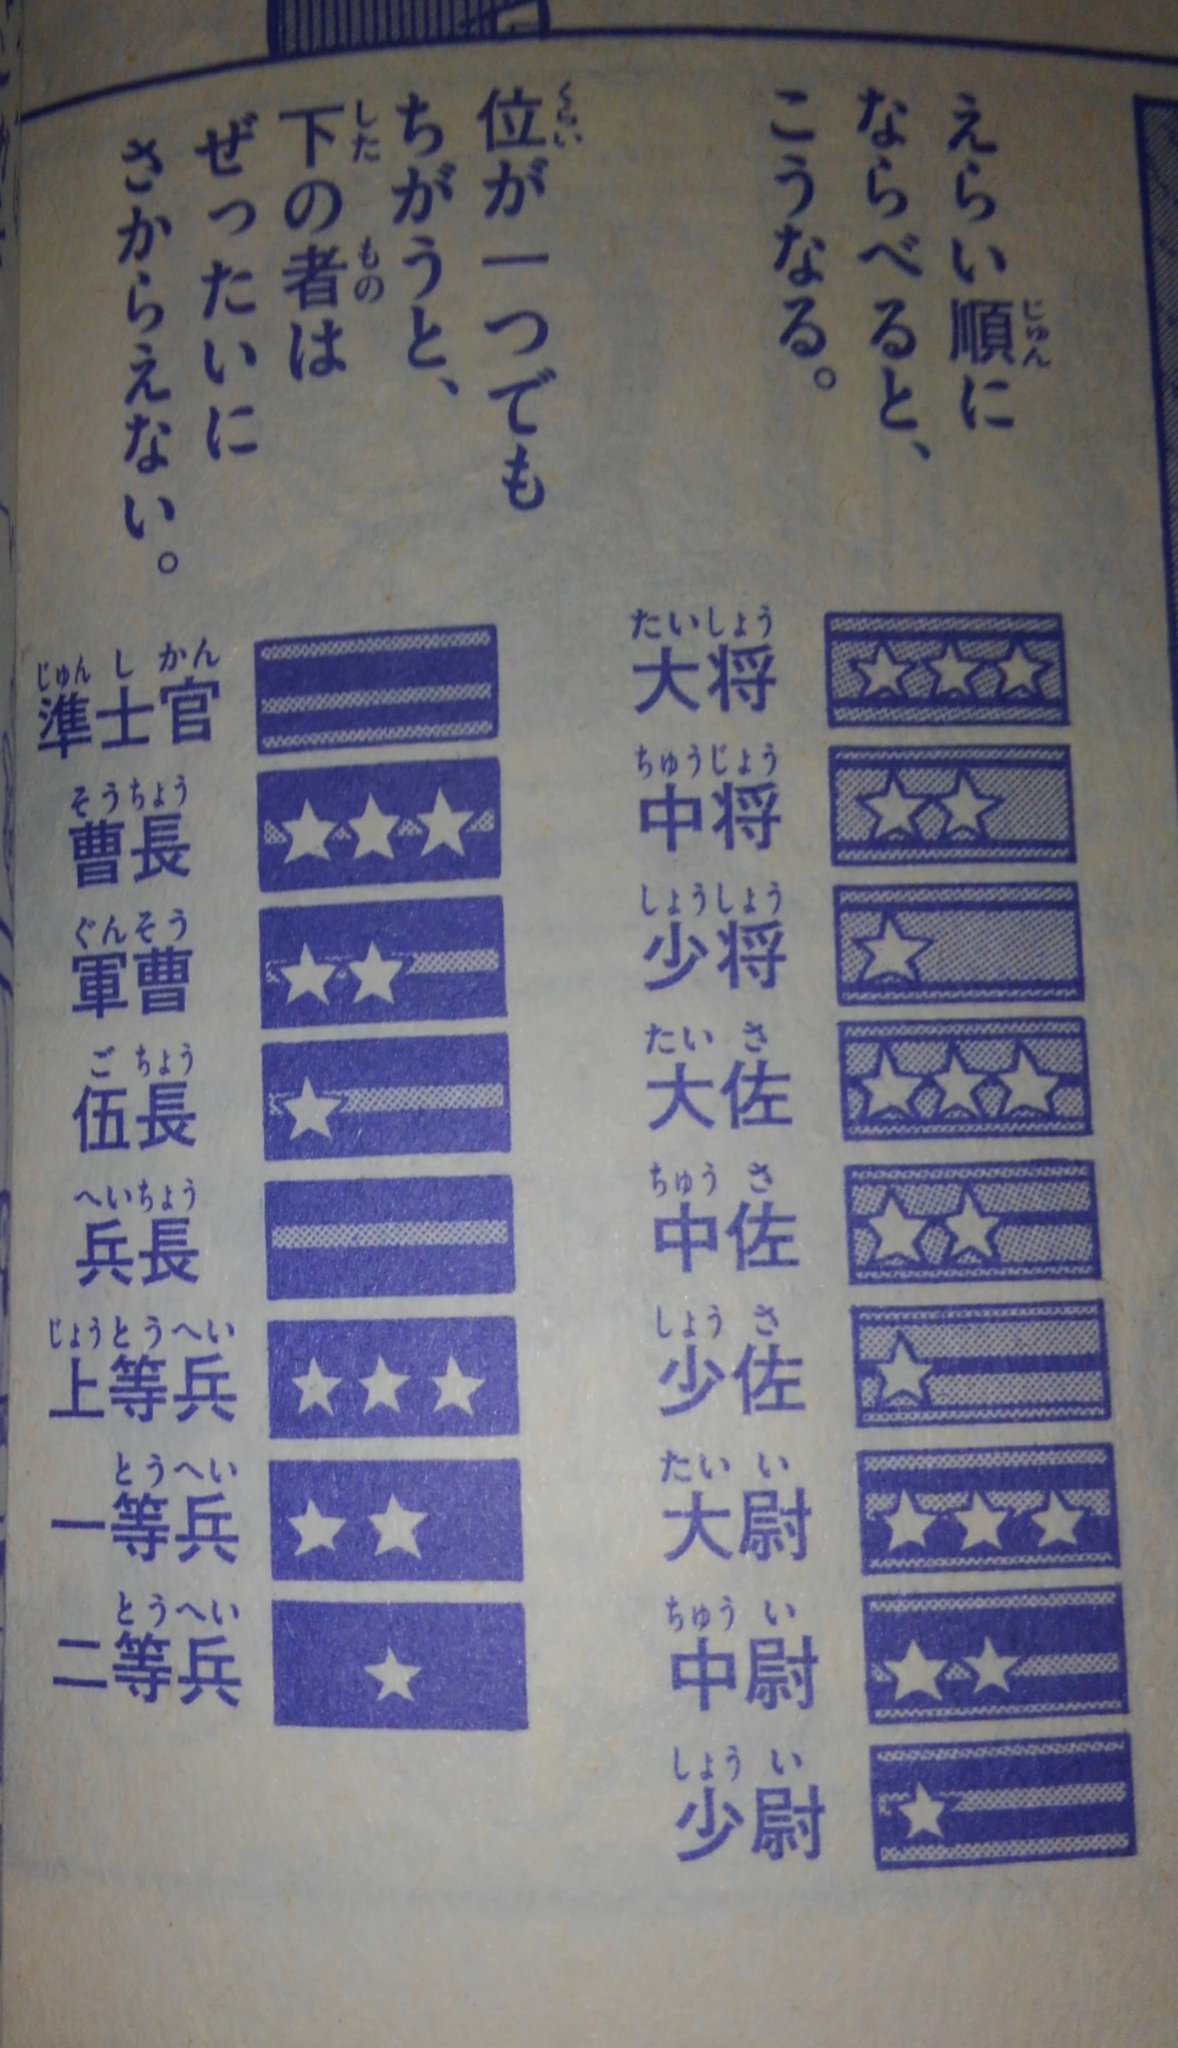 えらい順に
ならべると、
こうなる。
位が一つでも
ちがうと、
下の者は
ぜったいに
さからえない。
大将
中将
少将
大佐
中佐
少佐
大尉
中尉
少尉
準士官
曹長
軍曹
伍長
兵長
上等兵
一等兵
二等兵